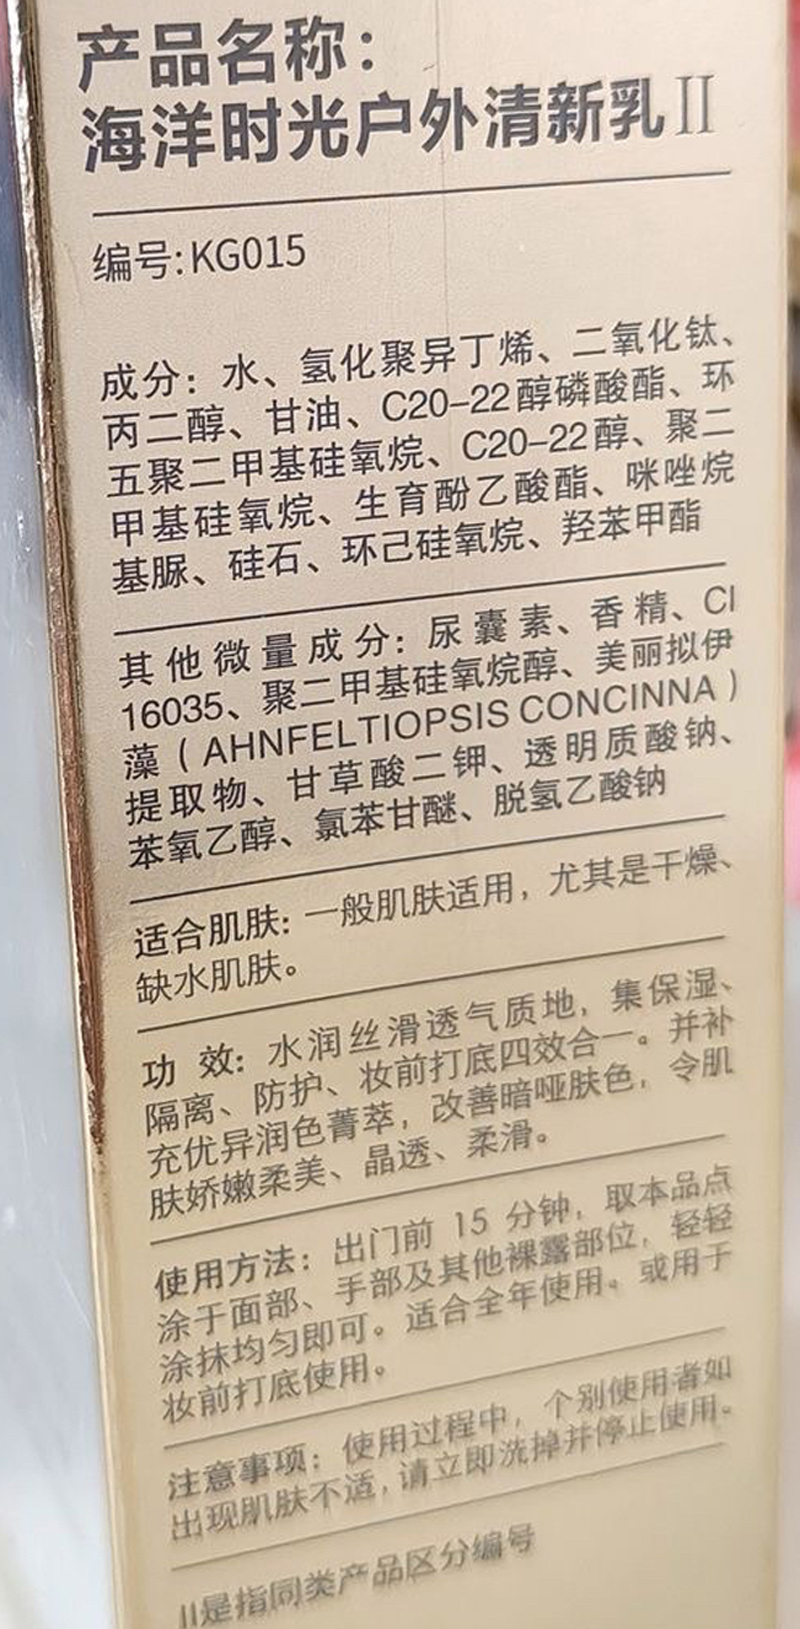 产品名称：
海洋时光户外清新乳II
编号：KG015
成分：水、氢化聚异丁烯、二氧化钛、
丙二醇、甘油、C20-22醇磷酸酯、环
五聚二甲基硅氧烷、C20-22醇、聚二
甲基硅氧烷、生育酚乙酸酯、咪唑烷
基脲、硅石、环己硅氧烷、羟苯甲酯
其他微量成分：尿囊素、香精、CI
16035、聚二甲基硅氧烷醇、美丽拟伊
藻（AHNFELTIOPSIS CONCINNA）
提取物、甘草酸二钾、透明质酸钠、
苯氧乙醇、氯苯甘醚、脱氢乙酸钠
适合肌肤：一般肌肤适用，尤其是干燥、
缺水肌肤。
功 效：水润丝滑透气质地，集保湿、
隔离、防护、妆前打底四效合一。并补
充优异润色菁萃，改善暗哑肤色，令肌
肤娇嫩柔美、晶透、柔滑。
使用方法：出门前 15 分钟，取本品点
涂于面部、手部及其他裸露部位，轻轻
涂抹均匀即可。适合全年使用。或用于
妆前打底使用。
注意事项：使用过程中，个别使用者如
出现肌肤不适，请立即洗掉并停止使用。
II是指同类产品区分编号